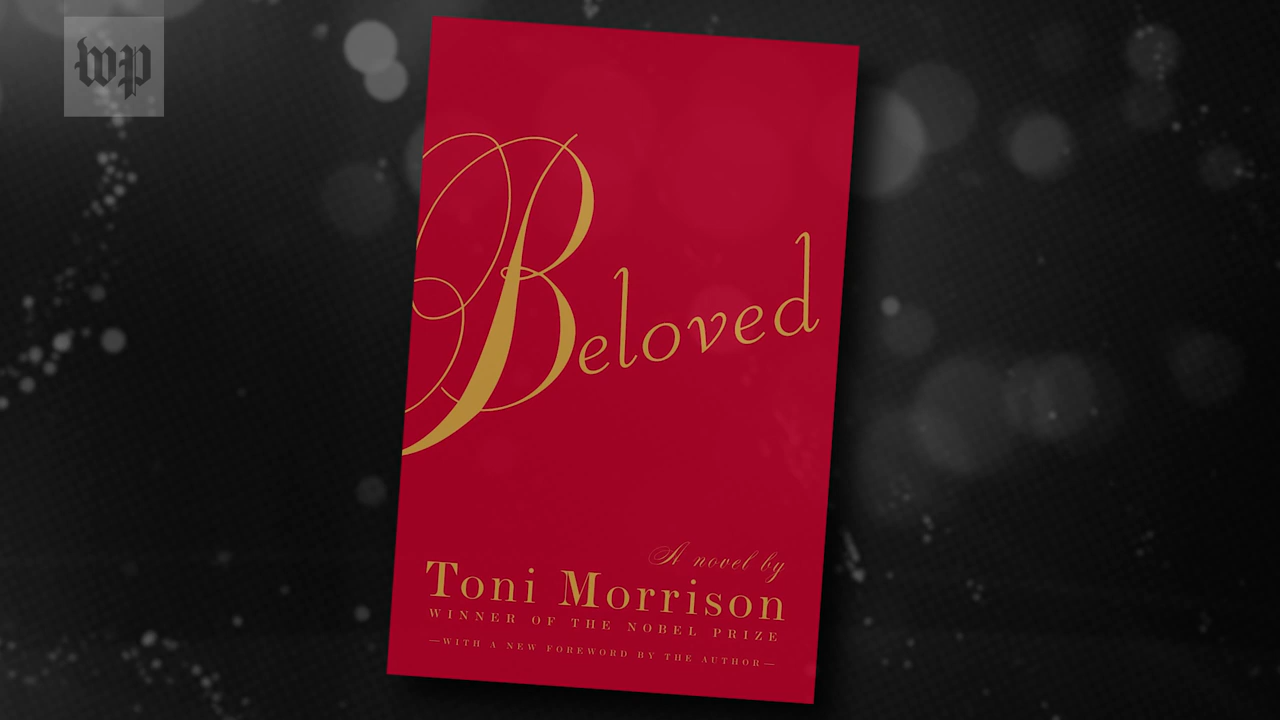 wp
Beloved
A novel by
Toni Morrison
WINNER OF THE NOBEL PRIZE
—WITH A NEW FOREWORD BY THE AUTHOR—